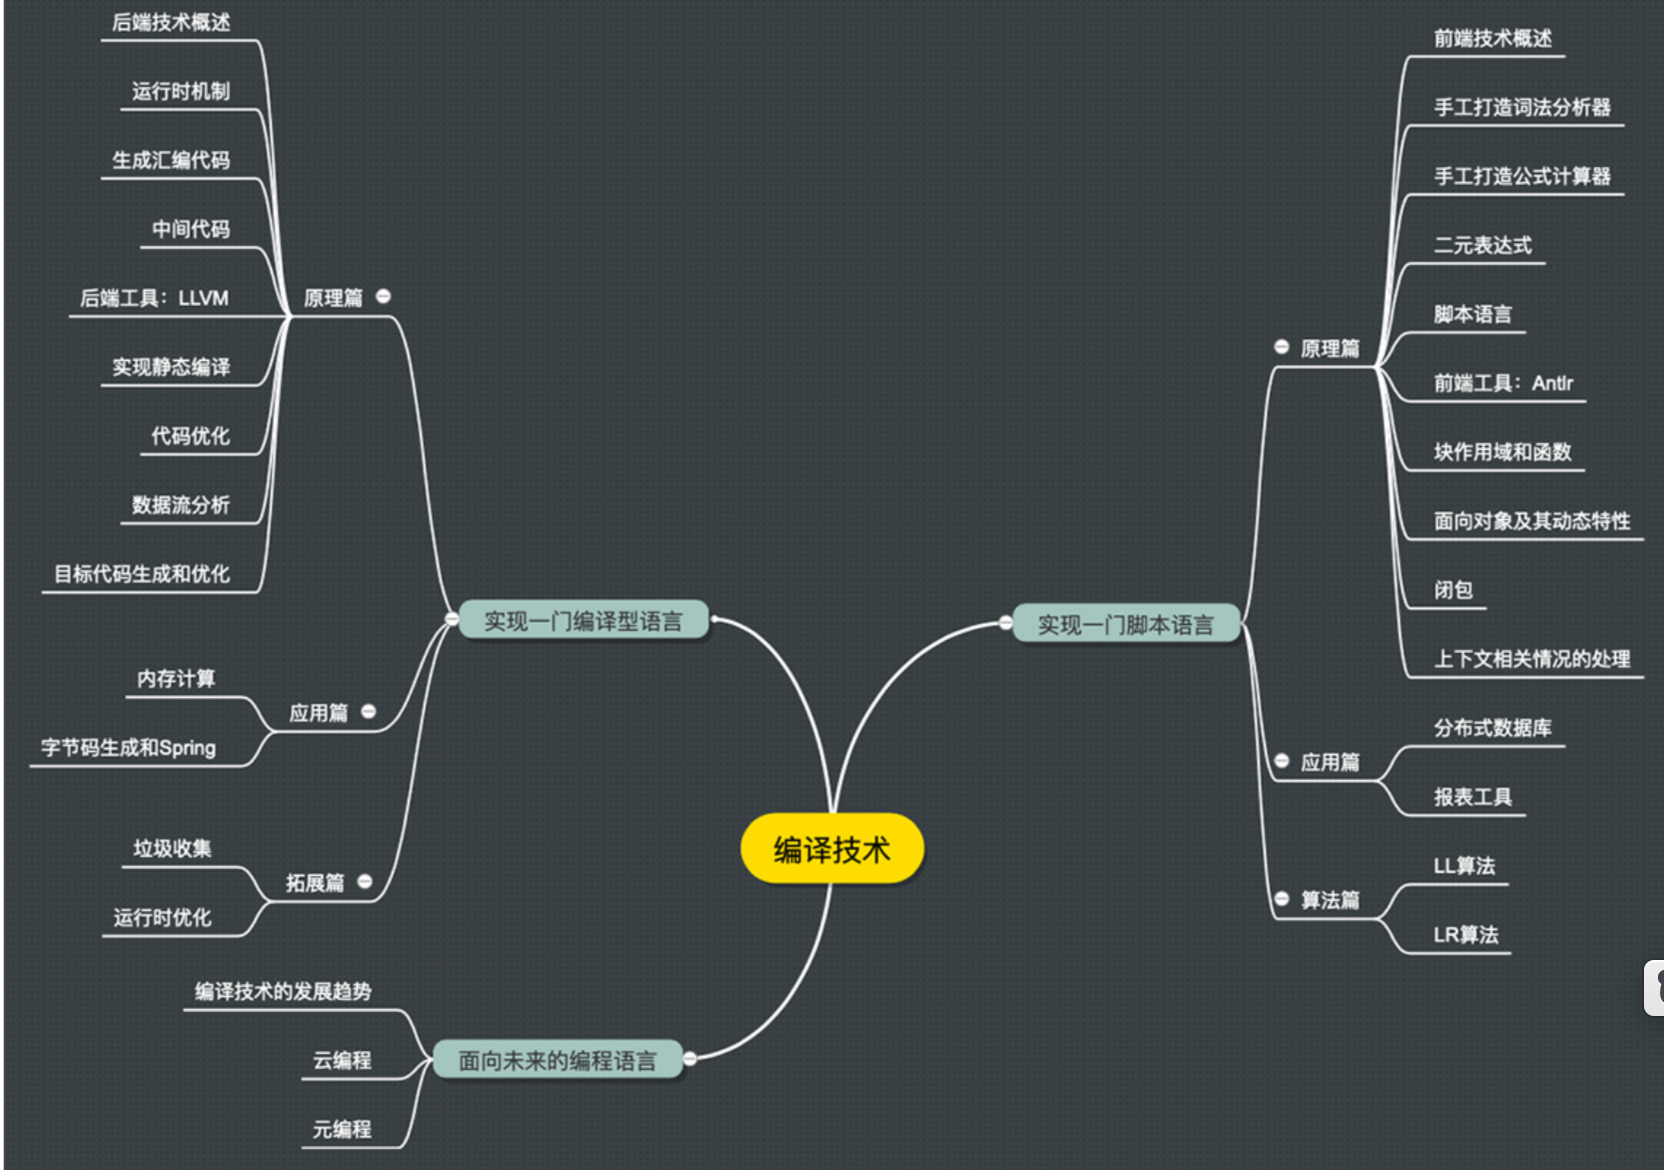 编译技术
实现一门脚本语言
原理篇
前端技术概述
手工打造词法分析器
手工打造公式计算器
二元表达式
脚本语言
前端工具：Antlr
块作用域和函数
面向对象及其动态特性
闭包
上下文相关情况的处理
应用篇
分布式数据库
报表工具
算法篇
LL算法
LR算法
实现一门编译型语言
原理篇
后端技术概述
运行时机制
生成汇编代码
中间代码
后端工具：LLVM
实现静态编译
代码优化
数据流分析
目标代码生成和优化
应用篇
内存计算
字节码生成和Spring
拓展篇
垃圾收集
运行时优化
面向未来的编程语言
编译技术的发展趋势
云编程
元编程